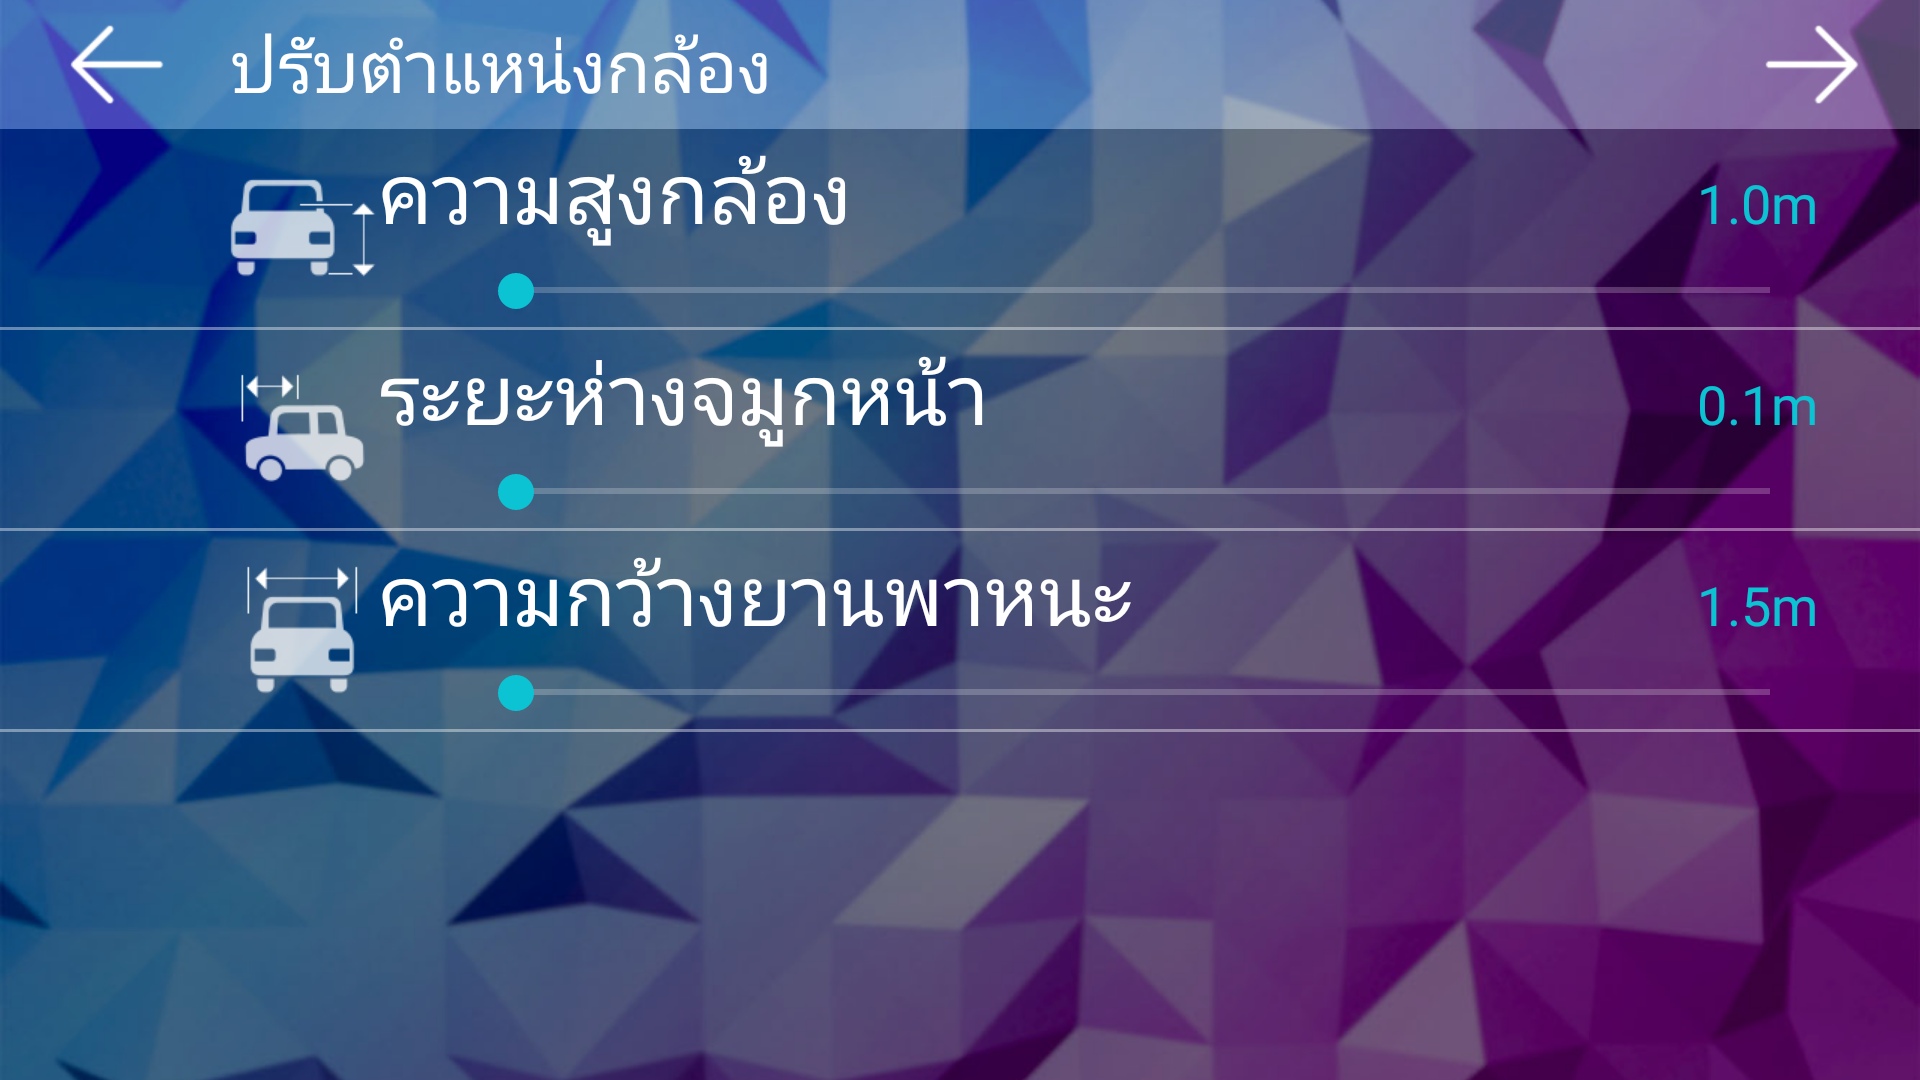 ปรับตำแหน่งกล้อง
ความสูงกล้อง
1.0m
ระยะห่างจมูกหน้า
0.1m
ความกว้างยานพาหนะ
1.5m